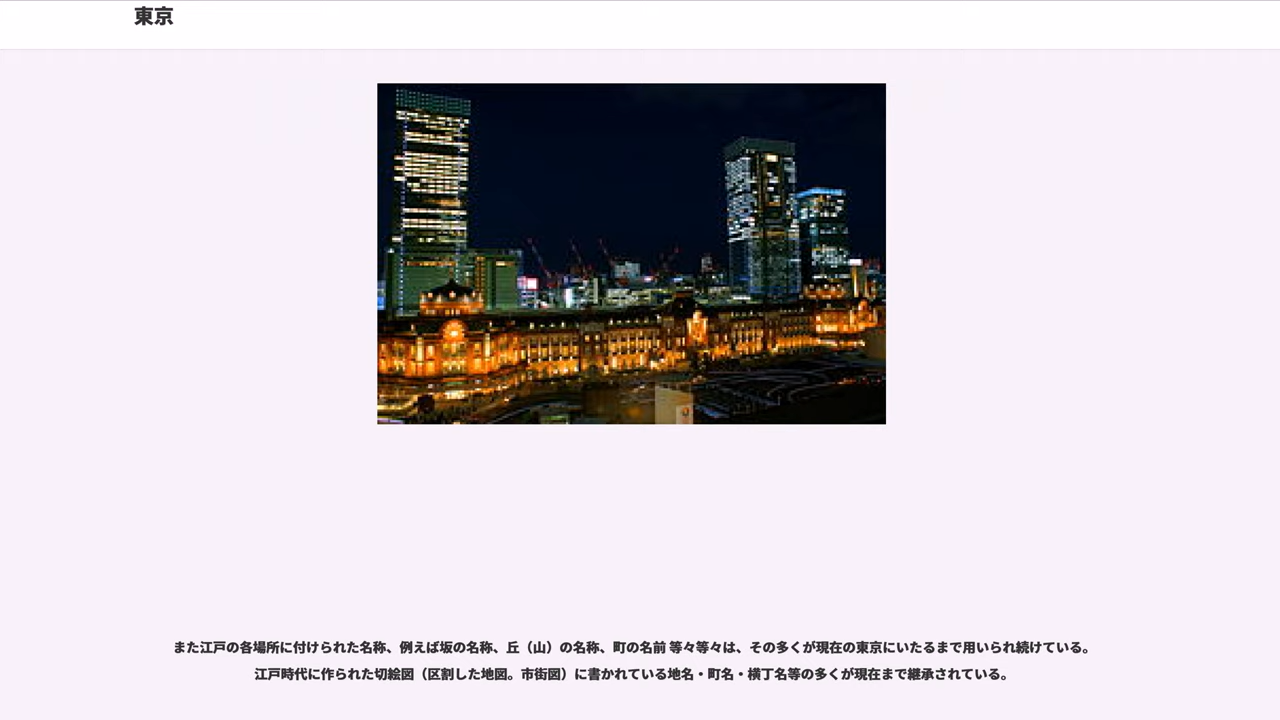 東京
また江戸の各場所に付けられた名称、例えば坂の名称、丘（山）の名称、町の名前 等々等々は、その多くが現在の東京にいたるまで用いられ続けている。
江戸時代に作られた切絵図（区割した地図。市街図）に書かれている地名・町名・横丁名等の多くが現在まで継承されている。